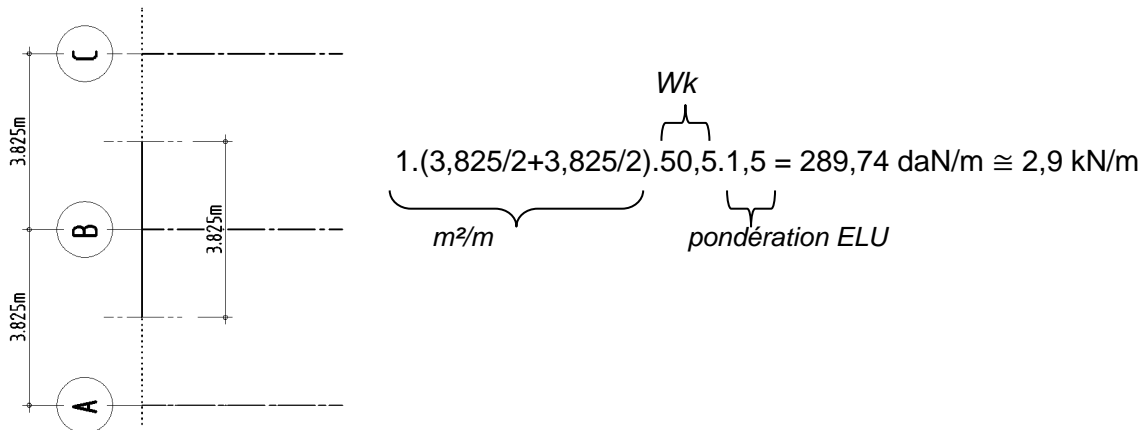 C
3.825m
B
3.825m
3.825m
A
Wk
1.(3,825/2+3,825/2).50,5.1,5 = 289,74 daN/m ≅ 2,9 kN/m
m²/m
pondération ELU